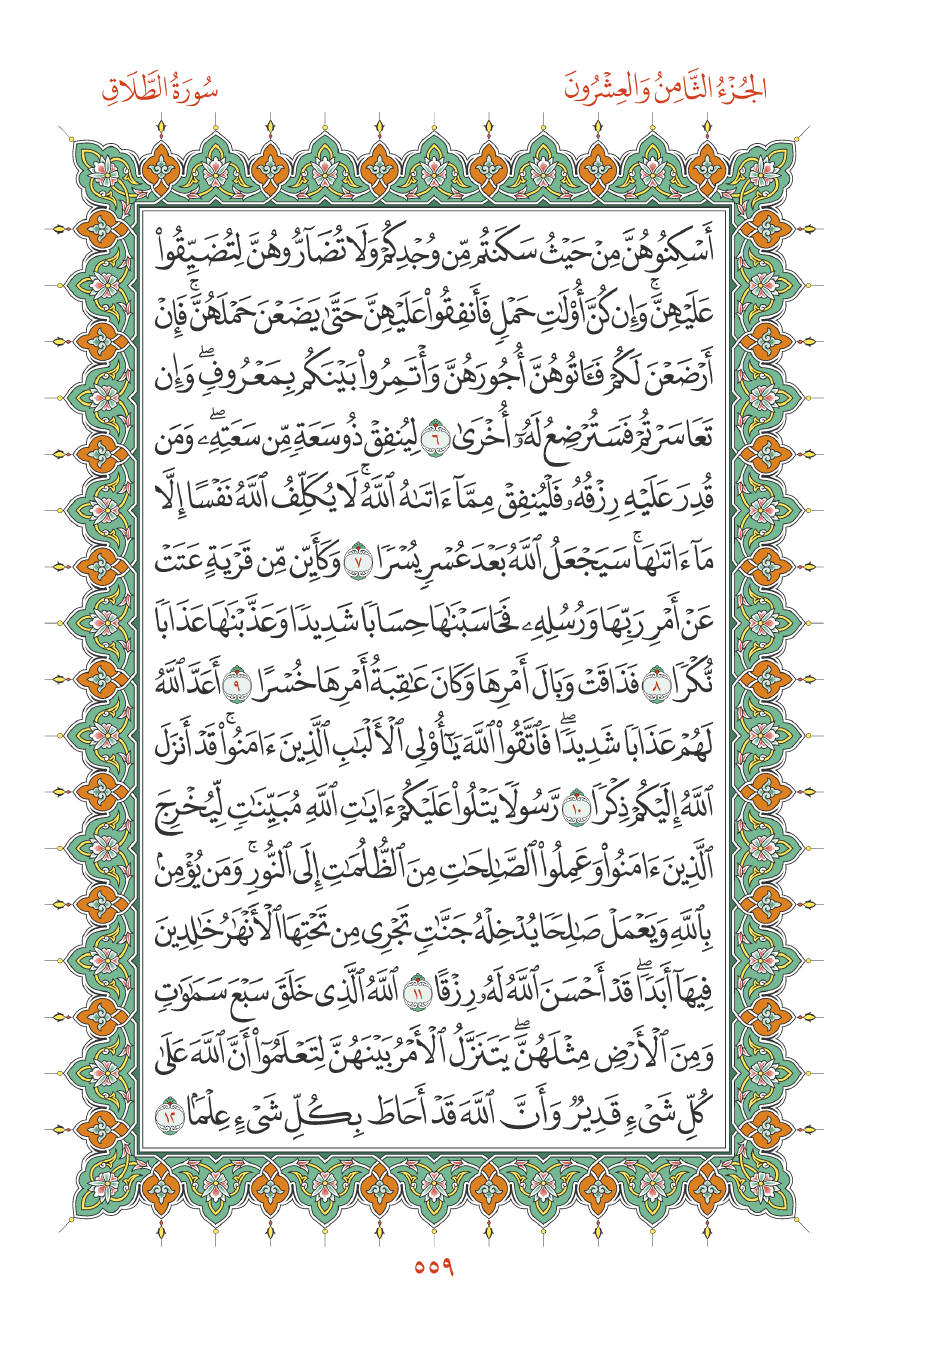 الجُزْءُ الثَّامِنُ وَالعِشْرُونَ
سُورَةُ الطَّلَاقِ
أَسْكِنُوهُنَّ مِنْ حَيْثُ سَكَنتُم مِّن وُجْدِكُمْ وَلَا تُضَآرُّوهُنَّ لِتُضَيِّقُوا۟
عَلَيْهِنَّۚ وَإِن كُنَّ أُو۟لَـٰتِ حَمْلٍ فَأَنفِقُوا۟ عَلَيْهِنَّ حَتَّىٰ يَضَعْنَ حَمْلَهُنَّۚ فَإِنْ
أَرْضَعْنَ لَكُمْ فَـَٔاتُوهُنَّ أُجُورَهُنَّ وَأْتَمِرُوا۟ بَيْنَكُم بِمَعْرُوفٍۖ وَإِن
تَعَاسَرْتُمْ فَسَتُرْضِعُ لَهُۥٓ أُخْرَىٰ ٦ لِيُنفِقْ ذُو سَعَةٍ مِّن سَعَتِهِۦۖ وَمَن
قُدِرَ عَلَيْهِ رِزْقُهُۥ فَلْيُنفِقْ مِمَّآ ءَاتَىٰهُ ٱللَّهُۚ لَا يُكَلِّفُ ٱللَّهُ نَفْسًا إِلَّا
مَآ ءَاتَىٰهَاۚ سَيَجْعَلُ ٱللَّهُ بَعْدَ عُسْرٍ يُسْرًا ٧ وَكَأَيِّن مِّن قَرْيَةٍ عَتَتْ
عَنْ أَمْرِ رَبِّهَا وَرُسُلِهِۦ فَحَاسَبْنَـٰهَا حِسَابًا شَدِيدًا وَعَذَّبْنَـٰهَا عَذَابًا
نُّكْرًا ٨ فَذَاقَتْ وَبَالَ أَمْرِهَا وَكَانَ عَـٰقِبَةُ أَمْرِهَا خُسْرًا ٩ أَعَدَّ ٱللَّهُ
لَهُمْ عَذَابًا شَدِيدًاۖ فَٱتَّقُوا۟ ٱللَّهَ يَـٰٓأُو۟لِى ٱلْأَلْبَـٰبِ ٱلَّذِينَ ءَامَنُوا۟ۚ قَدْ أَنزَلَ
ٱللَّهُ إِلَيْكُمْ ذِكْرًا ١٠ رَّسُولًا يَتْلُوا۟ عَلَيْكُمْ ءَايَـٰتِ ٱللَّهِ مُبَيِّنَـٰتٍ لِّيُخْرِجَ
ٱلَّذِينَ ءَامَنُوا۟ وَعَمِلُوا۟ ٱلصَّـٰلِحَـٰتِ مِنَ ٱلظُّلُمَـٰتِ إِلَى ٱلنُّورِۚ وَمَن يُؤْمِنۢ
بِٱللَّهِ وَيَعْمَلْ صَـٰلِحًا يُدْخِلْهُ جَنَّـٰتٍ تَجْرِى مِن تَحْتِهَا ٱلْأَنْهَـٰرُ خَـٰلِدِينَ
فِيهَآ أَبَدًاۖ قَدْ أَحْسَنَ ٱللَّهُ لَهُۥ رِزْقًا ١١ ٱللَّهُ ٱلَّذِى خَلَقَ سَبْعَ سَمَـٰوَٰتٍ
وَمِنَ ٱلْأَرْضِ مِثْلَهُنَّۖ يَتَنَزَّلُ ٱلْأَمْرُ بَيْنَهُنَّ لِتَعْلَمُوٓا۟ أَنَّ ٱللَّهَ عَلَىٰ
كُلِّ شَىْءٍ قَدِيرٌ وَأَنَّ ٱللَّهَ قَدْ أَحَاطَ بِكُلِّ شَىْءٍ عِلْمًۢا ١٢
٥٥٩